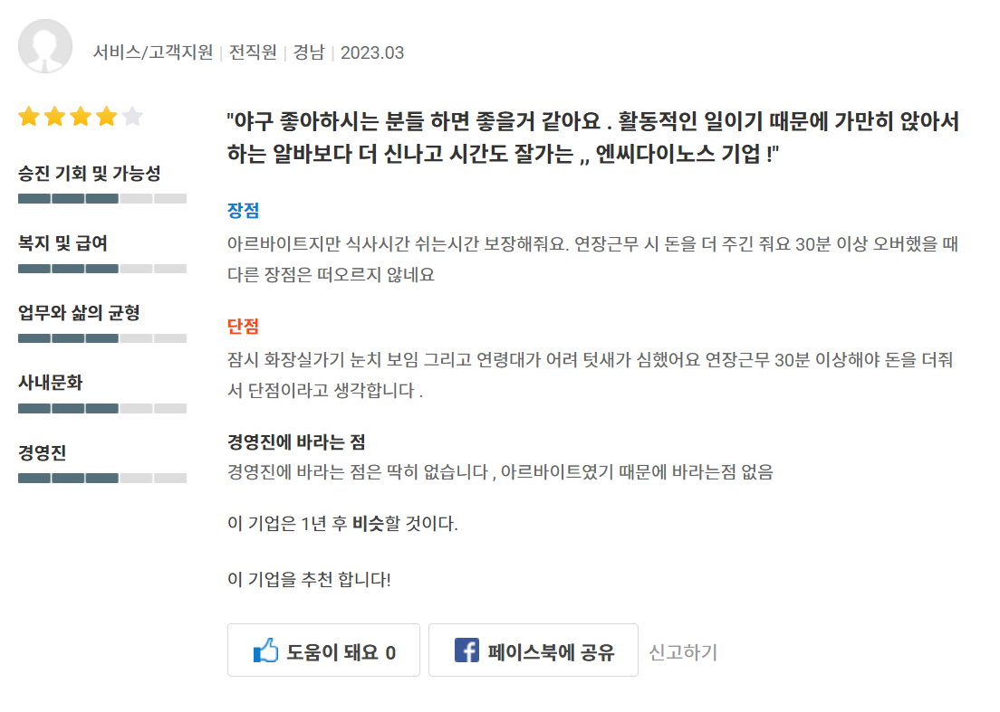 서비스/고객지원 | 전직원 | 경남 | 2023.03
"야구 좋아하시는 분들 하면 좋을거 같아요 . 활동적인 일이기 때문에 가만히 앉아서
하는 알바보다 더 신나고 시간도 잘가는 ,, 엔씨다이노스 기업 !"
승진 기회 및 가능성
복지 및 급여
업무와 삶의 균형
사내문화
경영진
장점
아르바이트지만 식사시간 쉬는시간 보장해줘요. 연장근무 시 돈을 더 주긴 줘요 30분 이상 오버했을 때
다른 장점은 떠오르지 않네요
단점
잠시 화장실가기 눈치 보임 그리고 연령대가 어려 텃새가 심했어요 연장근무 30분 이상해야 돈을 더줘
서 단점이라고 생각합니다 .
경영진에 바라는 점
경영진에 바라는 점은 딱히 없습니다 , 아르바이트였기 때문에 바라는점 없음
이 기업은 1년 후 비슷할 것이다.
이 기업을 추천 합니다!
도움이 돼요 0
페이스북에 공유
신고하기